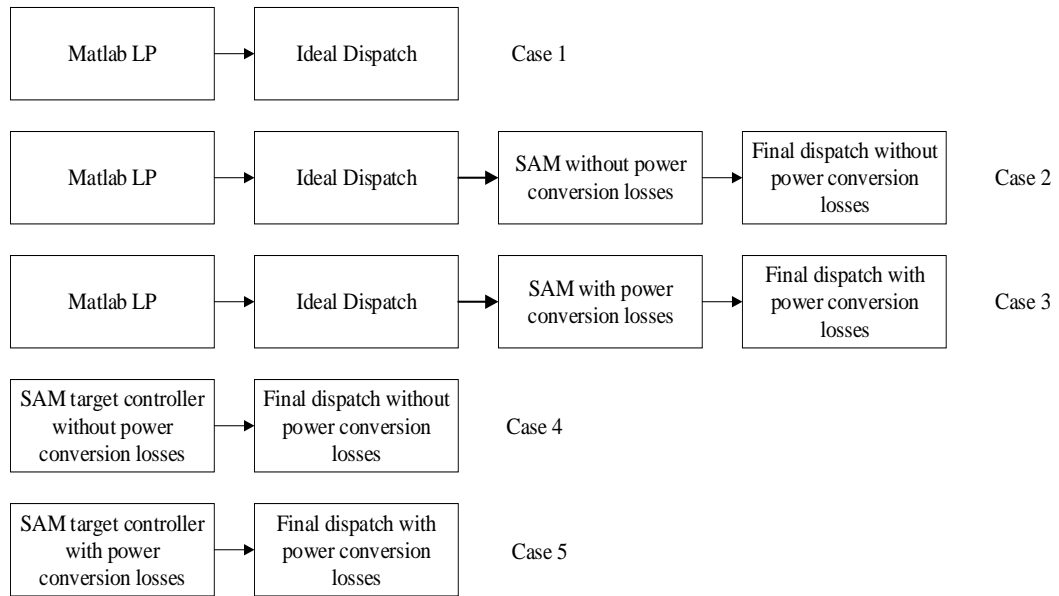 Matlab LP
Ideal Dispatch
Case 1
Matlab LP
Ideal Dispatch
SAM without power
conversion losses
Final dispatch without
power conversion
losses
Case 2
Matlab LP
Ideal Dispatch
SAM with power
conversion losses
Final dispatch with
power conversion
losses
Case 3
SAM target controller
without power
conversion losses
Final dispatch without
power conversion
losses
Case 4
SAM target controller
with power
conversion losses
Final dispatch with
power conversion
losses
Case 5